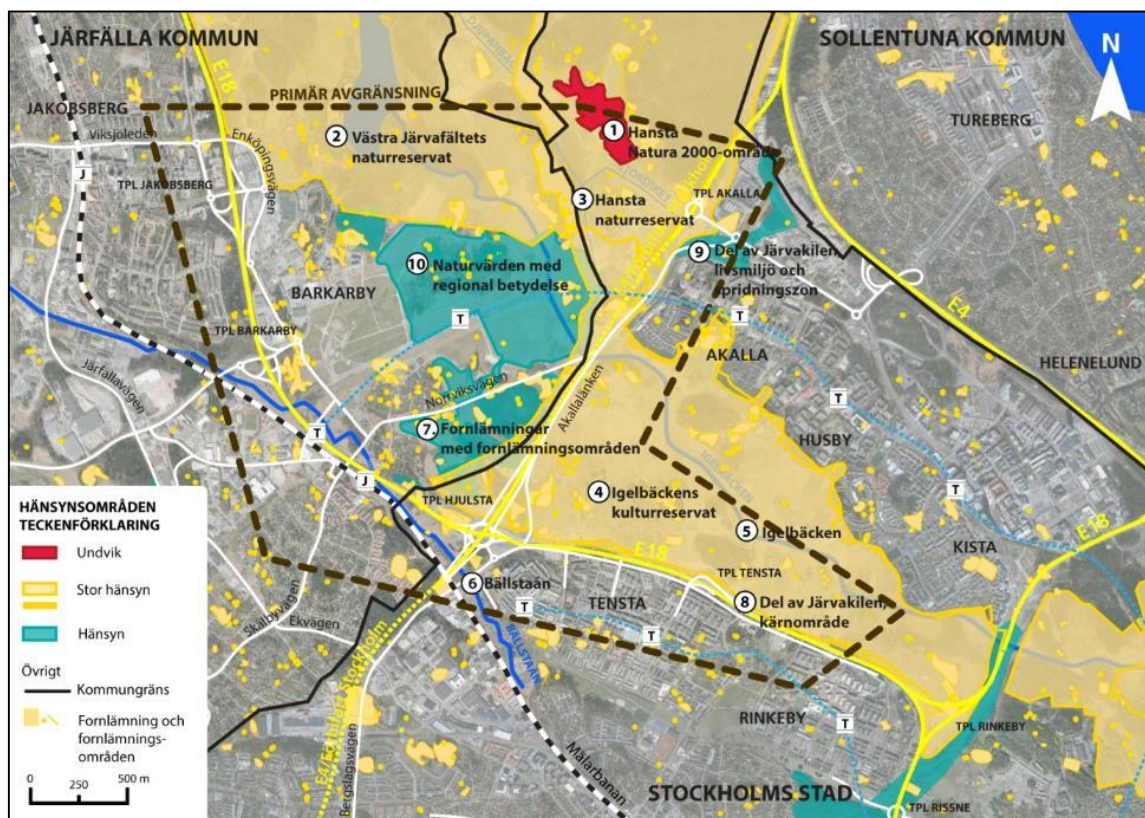 JÄRFÄLLA KOMMUN
SOLLENTUNA KOMMUN
N
E18
JAKOBSBERG
Viksjöleden
PRIMÄR AVGRÄNSNING
Enköpingsvägen
J
TPL JAKOBSBERG
TUREBERG
1 Hansta
Natura 2000-område
2 Västra Järvafältets
naturreservat
3 Hansta
naturreservat
TPL AKALLA
9 Del av Järvakilen,
livsmiljö och
spridningszon
10 Naturvärden med
regional betydelse
BARKARBY
T
TPL BARKARBY
T
AKALLA
E4
HELENELUND
Järfällavägen
Norrviksvägen
Akallalänken
T
HUSBY
T
7 Fornlämningar
med fornlämningsområden
J
TPL HJULSTA
4 Igelbäckens
kulturreservat
5 Igelbäcken
T
KISTA
E18
E18
TPL TENSTA
6 Bällstaån
TENSTA
T
T
8 Del av Järvakilen,
kärnområde
Skälbyvägen
Ekvägen
BÄLLSTAÅN
E4 Förbifart Stockholm
Bergslagsvägen
Mälarbanan
RINKEBY
T
TPL RINKEBY
STOCKHOLMS STAD
TPL RISSNE
HÄNSYNSOMRÅDEN
TECKENFÖRKLARING
Undvik
Stor hänsyn
Hänsyn
Övrigt
Kommungräns
Fornlämning och
fornlämnings-
områden
0 500 m
250